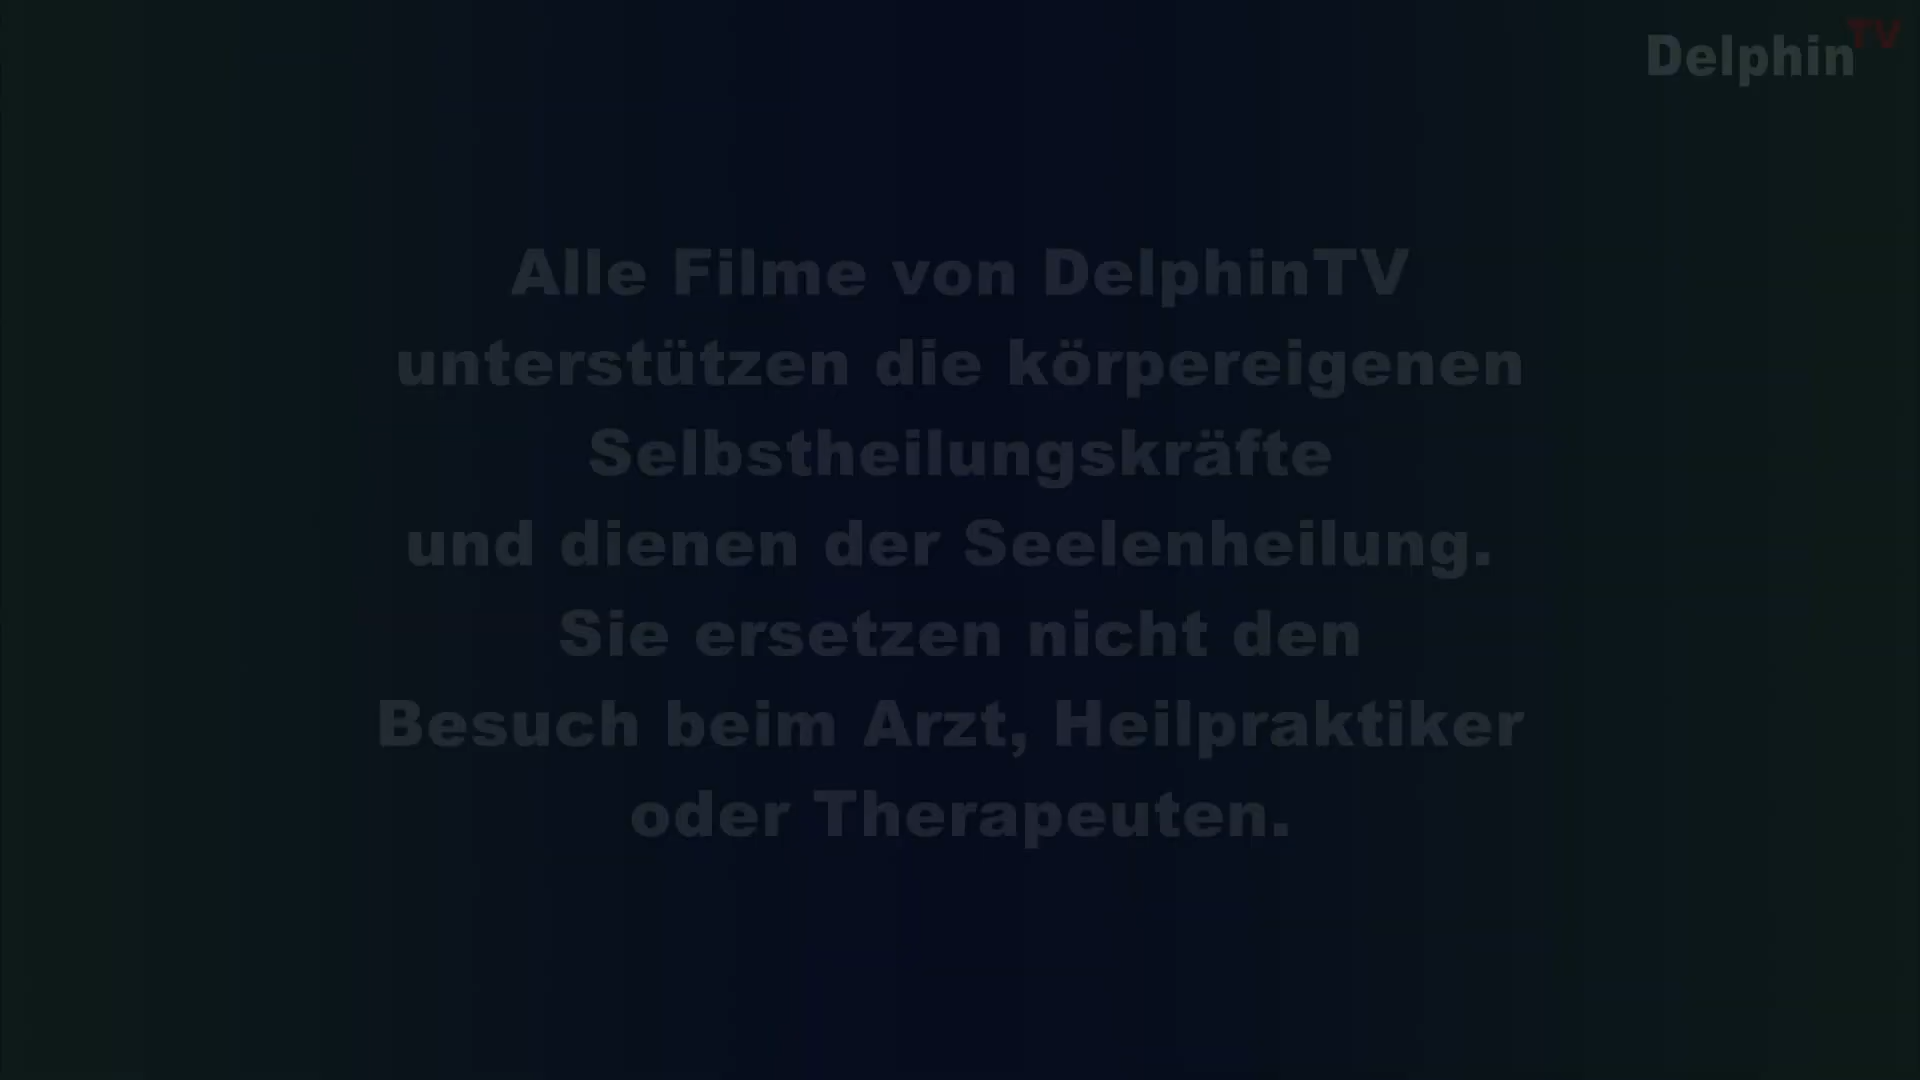 DelphinTV
Alle Filme von DelphinTV
unterstützen die körpereigenen
Selbstheilungskräfte
und dienen der Seelenheilung.
Sie ersetzen nicht den
Besuch beim Arzt, Heilpraktiker
oder Therapeuten.